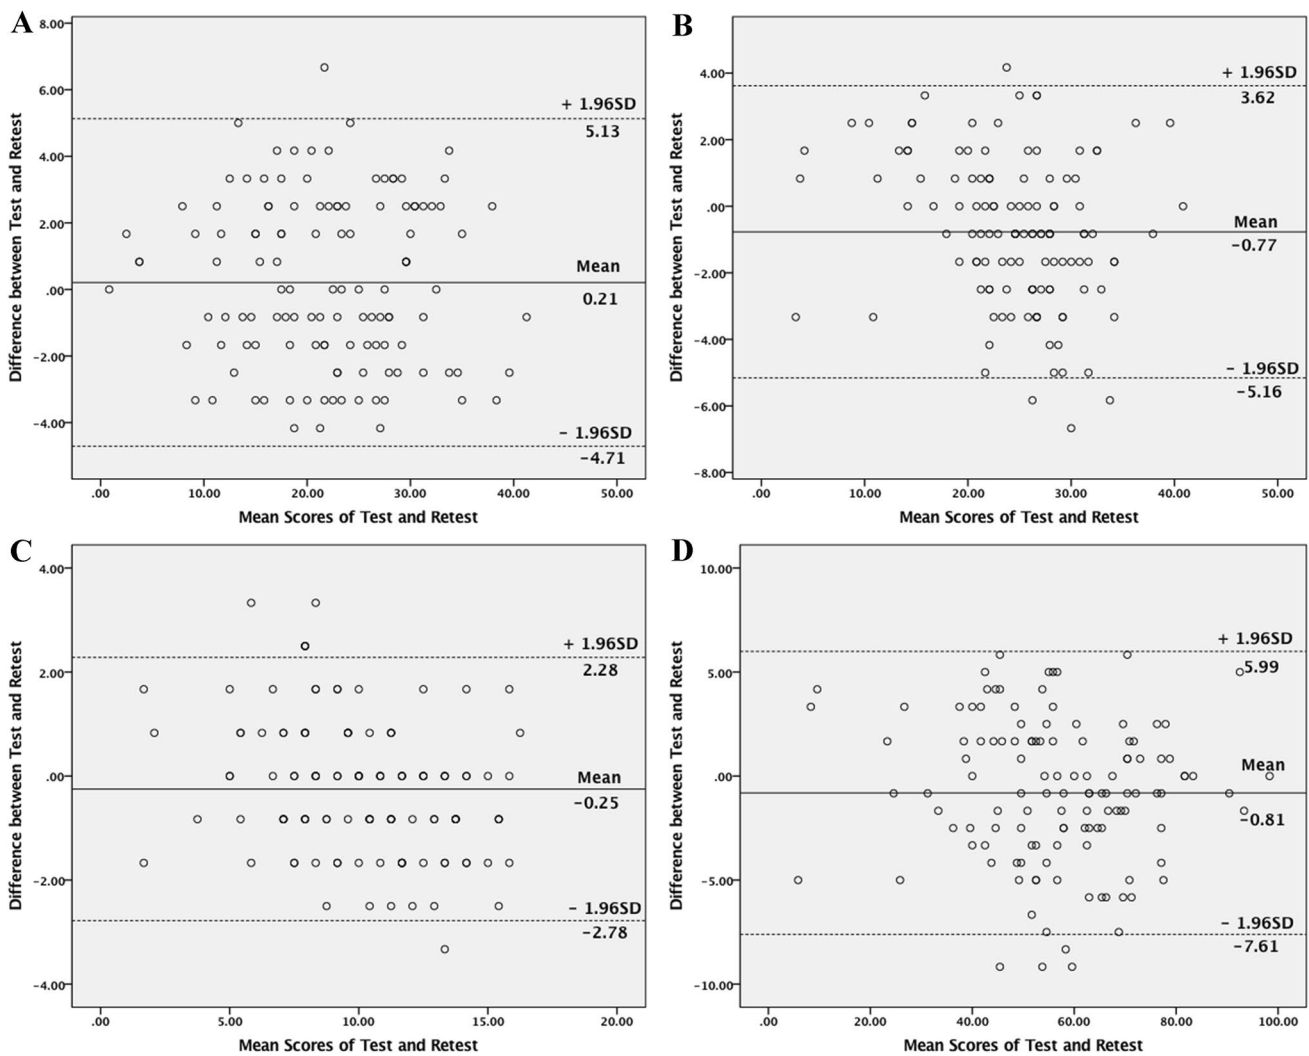 A
8.00
6.00
4.00
2.00
.00
−2.00
−4.00
Difference between Test and Retest
+ 1.96SD
5.13
Mean
0.21
− 1.96SD
−4.71
.00 10.00 20.00 30.00 40.00 50.00
Mean Scores of Test and Retest
B
4.00
2.00
.00
−2.00
−4.00
−6.00
−8.00
Difference between Test and Retest
+ 1.96SD
3.62
Mean
−0.77
− 1.96SD
−5.16
.00 10.00 20.00 30.00 40.00 50.00
Mean Scores of Test and Retest
C
4.00
2.00
.00
−2.00
−4.00
Difference between Test and Retest
+ 1.96SD
2.28
Mean
−0.25
− 1.96SD
−2.78
.00 5.00 10.00 15.00 20.00
Mean Scores of Test and Retest
D
10.00
5.00
.00
−5.00
−10.00
Difference between Test and Retest
+ 1.96SD
5.99
Mean
−0.81
− 1.96SD
−7.61
.00 20.00 40.00 60.00 80.00 100.00
Mean Scores of Test and Retest